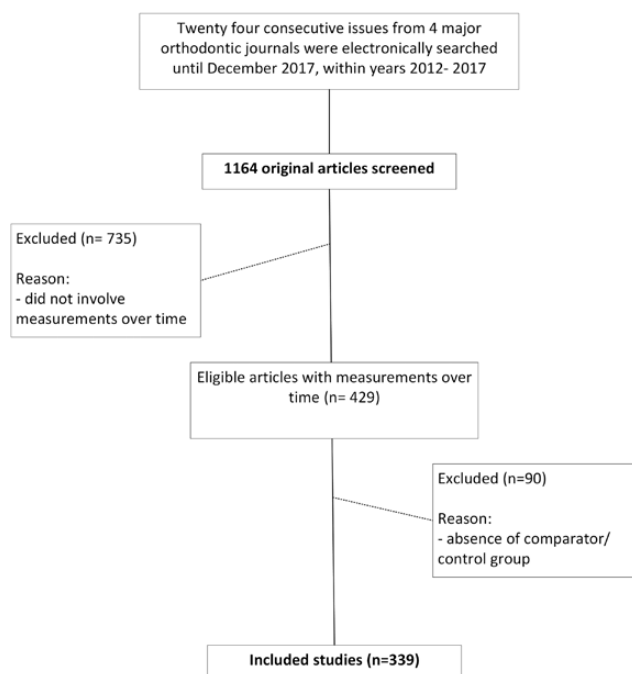 Twenty four consecutive issues from 4 major
orthodontic journals were electronically searched
until December 2017, within years 2012- 2017
1164 original articles screened
Excluded (n= 735)
Reason:
- did not involve
measurements over time
Eligible articles with measurements over
time (n= 429)
Excluded (n=90)
Reason:
- absence of comparator/
control group
Included studies (n=339)